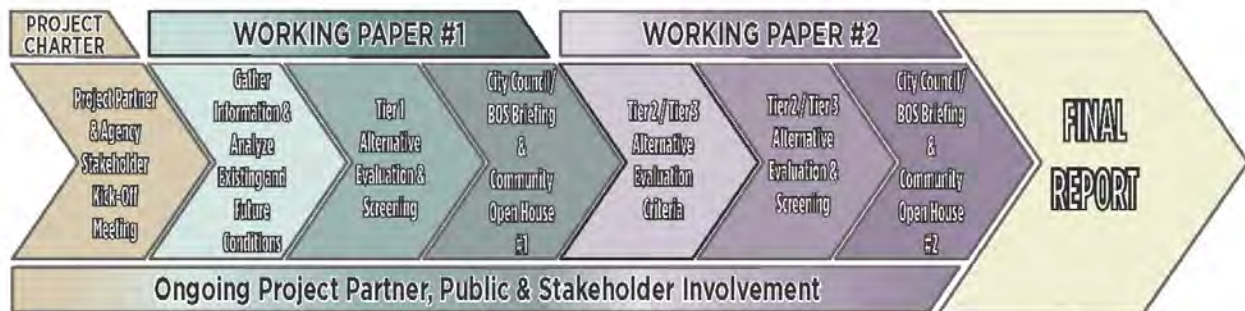 PROJECT
CHARTER
WORKING PAPER #1
WORKING PAPER #2
Project Partner
& Agency
Stakeholder
Kick-Off
Meeting
Gather
Information &
Analyze
Existing and
Future
Conditions
Tier 1
Alternative
Evaluation &
Screening
City Council/
BOS Briefing
&
Community
Open House
#1
Tier 2 / Tier 3
Alternative
Evaluation
Criteria
Tier 2 / Tier 3
Alternative
Evaluation &
Screening
City Council/
BOS Briefing
&
Community
Open House
#2
FINAL
REPORT
Ongoing Project Partner, Public & Stakeholder Involvement